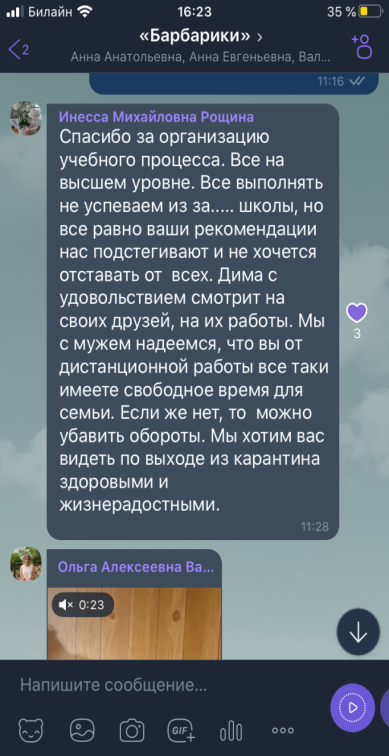 Билайн 16:23 35 %
2 «Барбарики»
Анна Анатольевна, Анна Евгеньевна, Вал...
11:16
Инесса Михайловна Рощина
Спасибо за организацию
учебного процесса. Все на
высшем уровне. Все выполнять
не успеваем из за..... школы, но
все равно ваши рекомендации
нас подстегивают и не хочется
отставать от всех. Дима с
удовольствием смотрит на
своих друзей, на их работы. Мы
с мужем надеемся, что вы от
дистанционной работы все таки
имеете свободное время для
семьи. Если же нет, то можно
убавить обороты. Мы хотим вас
видеть по выходе из карантина
здоровыми и
жизнерадостными.
3
11:28
Ольга Алексеевна Ва...
0:23
Напишите сообщение...
GIF